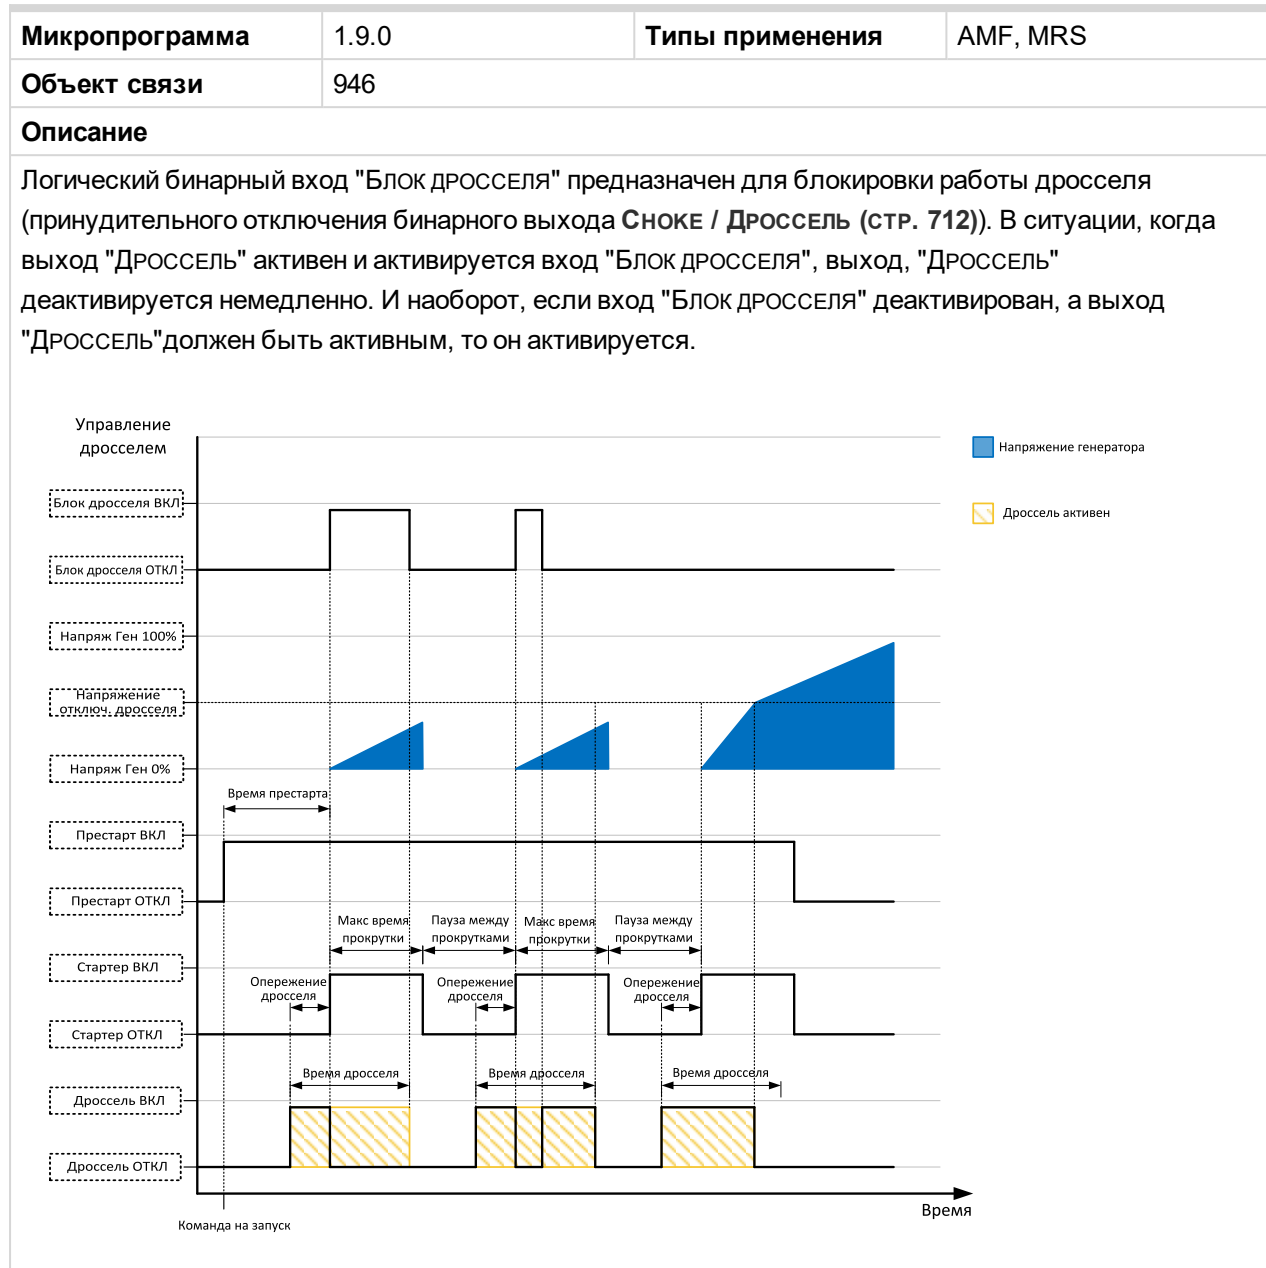 Микропрограмма 1.9.0 Типы применения AMF, MRS
Объект связи 946
Описание
Логический бинарный вход "БЛОК ДРОССЕЛЯ" предназначен для блокировки работы дросселя
(принудительного отключения бинарного выхода CHOKE / ДРОССЕЛЬ (СТР. 712)). В ситуации, когда
выход "ДРОССЕЛЬ" активен и активируется вход "БЛОК ДРОССЕЛЯ", выход, "ДРОССЕЛЬ"
деактивируется немедленно. И наоборот, если вход "БЛОК ДРОССЕЛЯ" деактивирован, а выход
"ДРОССЕЛЬ"должен быть активным, то он активируется.
Управление
дросселем
Напряжение генератора
Дроссель активен
Блок дросселя ВКЛ
Блок дросселя ОТКЛ
Напряж Ген 100%
Напряжение
отключ. дросселя
Напряж Ген 0%
Время престарта
Престарт ВКЛ
Престарт ОТКЛ
Макс время
прокрутки
Пауза между
прокрутками
Макс время
прокрутки
Пауза между
прокрутками
Стартер ВКЛ
Опережение
дросселя
Опережение
дросселя
Опережение
дросселя
Стартер ОТКЛ
Время дросселя
Время дросселя
Время дросселя
Дроссель ВКЛ
Дроссель ОТКЛ
Время
Команда на запуск